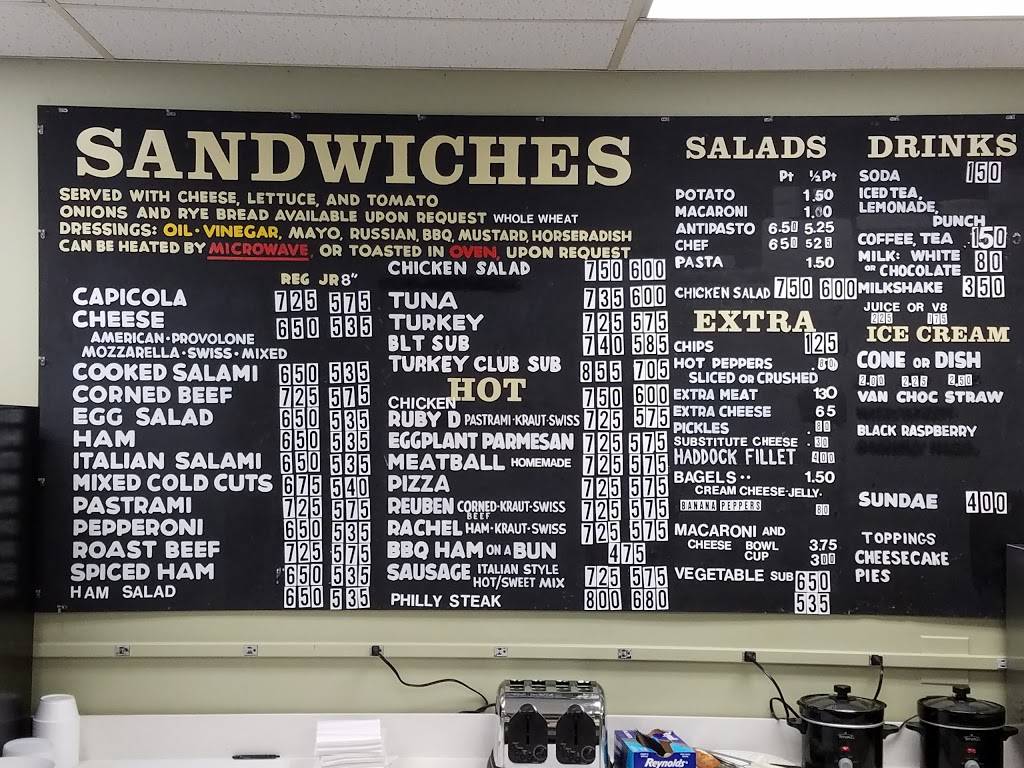 SANDWICHES
SERVED WITH CHEESE, LETTUCE, AND TOMATO
ONIONS AND RYE BREAD AVAILABLE UPON REQUEST WHOLE WHEAT
DRESSINGS: OIL·VINEGAR, MAYO, RUSSIAN, BBQ, MUSTARD, HORSERADISH
CAN BE HEATED BY MICROWAVE, OR TOASTED IN OVEN, UPON REQUEST
REG JR 8"
CAPICOLA 725 575
CHEESE 650 535
AMERICAN·PROVOLONE
MOZZARELLA·SWISS·MIXED
COOKED SALAMI 650 535
CORNED BEEF 725 575
EGG SALAD 650 535
HAM 650 535
ITALIAN SALAMI 650 535
MIXED COLD CUTS 675 540
PASTRAMI 725 575
PEPPERONI 650 535
ROAST BEEF 725 575
SPICED HAM 650 535
HAM SALAD 650 535
CHICKEN SALAD 750 600
TUNA 735 600
TURKEY 725 575
BLT SUB 740 585
TURKEY CLUB SUB 855 705
HOT
CHICKEN 750 600
RUBY D PASTRAMI·KRAUT·SWISS 725 575
EGGPLANT PARMESAN 725 575
MEATBALL HOMEMADE 725 575
PIZZA 725 575
REUBEN CORNED·KRAUT·SWISS 725 575
BEEF
RACHEL HAM·KRAUT·SWISS 725 575
BBQ HAM ON A BUN 475
SAUSAGE ITALIAN STYLE 725 575
HOT/SWEET MIX
PHILLY STEAK 800 680
SALADS
Pt ½Pt
POTATO 1.50
MACARONI 1.00
ANTIPASTO 6.50 5.25
CHEF 650 525
PASTA 1.50
CHICKEN SALAD 750 600
EXTRA
CHIPS 125
HOT PEPPERS .80
SLICED OR CRUSHED
EXTRA MEAT 130
EXTRA CHEESE 65
PICKLES 80
SUBSTITUTE CHEESE .30
HADDOCK FILLET 400
BAGELS 1.50
CREAM CHEESE·JELLY·
BANANA PEPPERS 80
MACARONI AND
CHEESE BOWL 3.75
CUP 300
VEGETABLE SUB 650
535
DRINKS
SODA 150
ICED TEA,
LEMONADE,
PUNCH
COFFEE, TEA .150
MILK: WHITE 80
OR CHOCOLATE
MILKSHAKE 350
JUICE OR V8
225 175
ICE CREAM
CONE OR DISH
2.00 2.25 2.50
VAN CHOC STRAW
BLACK RASPBERRY
SUNDAE 400
TOPPINGS
CHEESECAKE
PIES
Reynolds